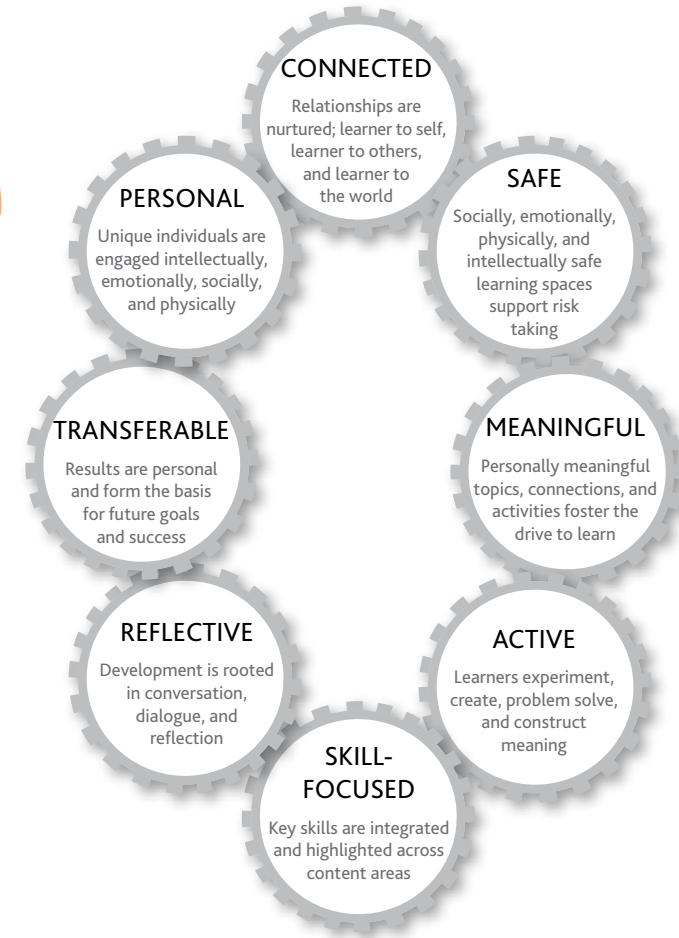 CONNECTED
Relationships are
nurtured; learner to self,
learner to others,
and learner to
the world
SAFE
Socially, emotionally,
physically, and
intellectually safe
learning spaces
support risk
taking
MEANINGFUL
Personally meaningful
topics, connections, and
activities foster the
drive to learn
ACTIVE
Learners experiment,
create, problem solve,
and construct
meaning
SKILL-
FOCUSED
Key skills are integrated
and highlighted across
content areas
REFLECTIVE
Development is rooted
in conversation,
dialogue, and
reflection
TRANSFERABLE
Results are personal
and form the basis
for future goals
and success
PERSONAL
Unique individuals are
engaged intellectually,
emotionally, socially,
and physically